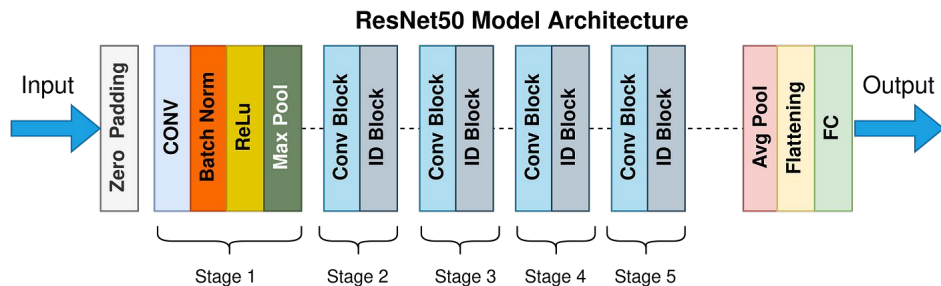 ResNet50 Model Architecture
Input
Zero Padding
CONV
Batch Norm
ReLu
Max Pool
Conv Block
ID Block
Conv Block
ID Block
Conv Block
ID Block
Conv Block
ID Block
Avg Pool
Flattening
FC
Output
Stage 1
Stage 2
Stage 3
Stage 4
Stage 5